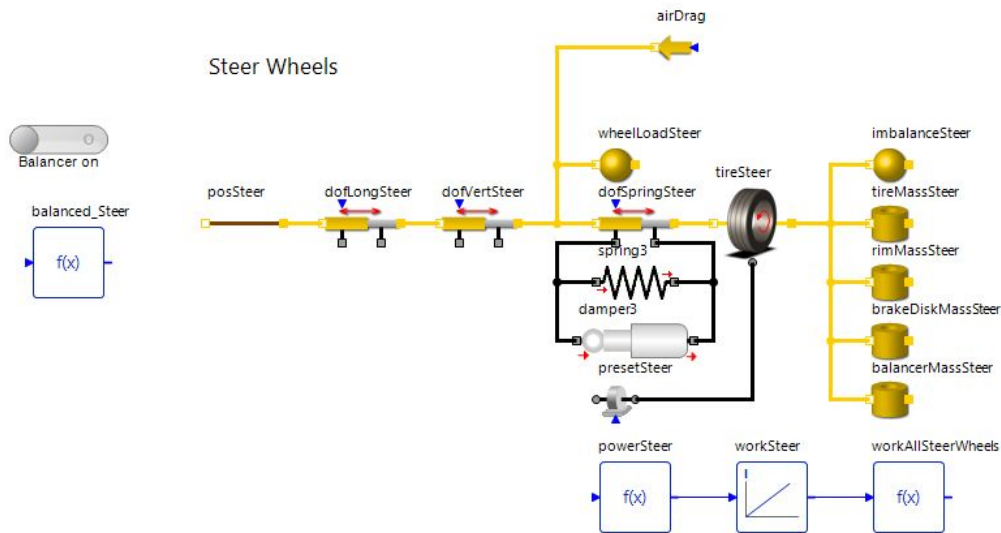 airDrag
Steer Wheels
Balancer on
wheelLoadSteer
imbalanceSteer
tireSteer
posSteer
dofLongSteer
dofVertSteer
dofSpringSteer
tireMassSteer
balanced_Steer
f(x)
spring3
rimMassSteer
damper3
brakeDiskMassSteer
presetSteer
balancerMassSteer
powerSteer
workSteer
workAllSteerWheels
f(x)
I
f(x)